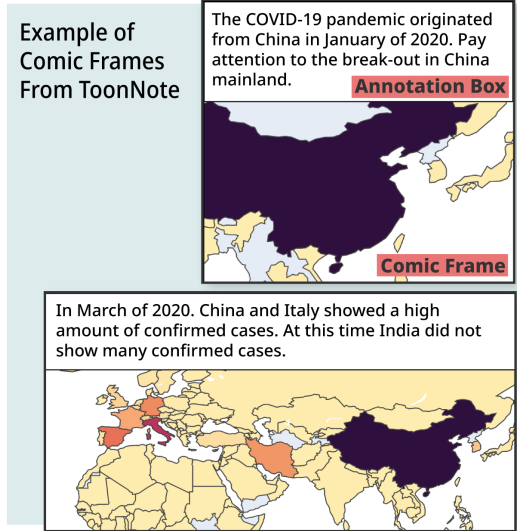 Example of
Comic Frames
From ToonNote
The COVID-19 pandemic originated
from China in January of 2020. Pay
attention to the break-out in China
mainland.
Annotation Box
Comic Frame
In March of 2020. China and Italy showed a high
amount of confirmed cases. At this time India did not
show many confirmed cases.